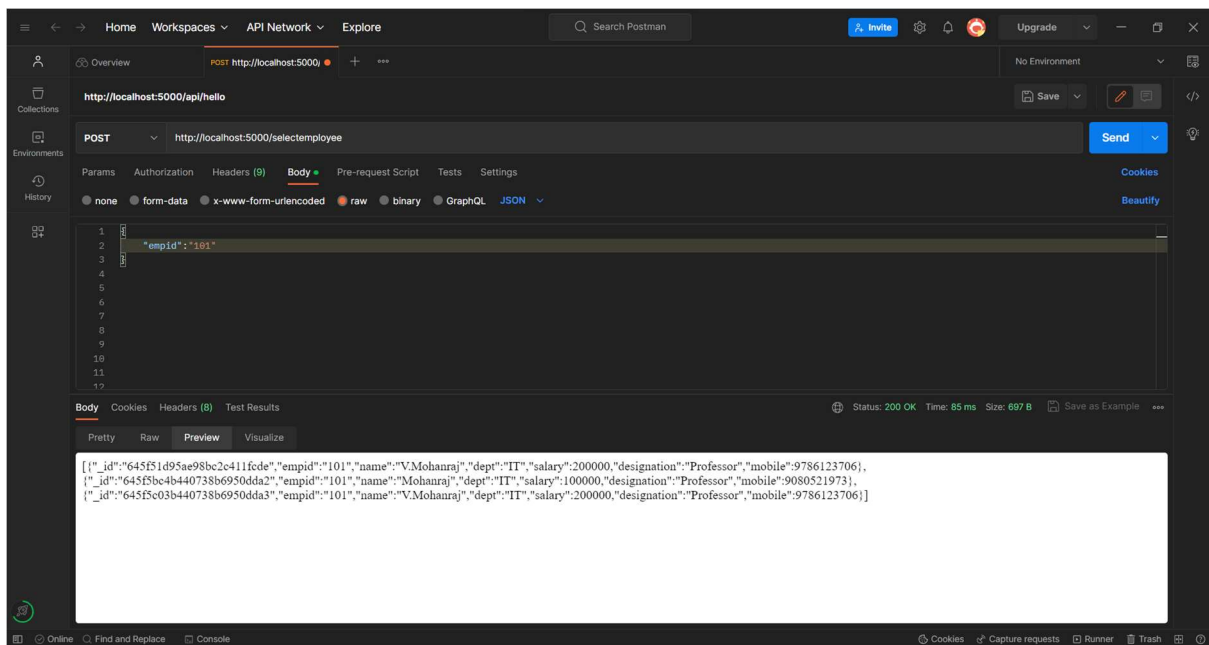 Home Workspaces API Network Explore Search Postman Invite Upgrade
Overview POST http://localhost:5000/ No Environment
Collections http://localhost:5000/api/hello Save
Environments POST http://localhost:5000/selectemployee Send
History Params Authorization Headers (9) Body Pre-request Script Tests Settings Cookies
none form-data x-www-form-urlencoded raw binary GraphQL JSON Beautify
1 {
2 "empid":"101"
3 }
4
5
6
7
8
9
10
11
12
Body Cookies Headers (8) Test Results Status: 200 OK Time: 85 ms Size: 697 B Save as Example
Pretty Raw Preview Visualize
[{"_id":"645f51d95ae98bc2c411fcde","empid":"101","name":"V.Mohanraj","dept":"IT","salary":200000,"designation":"Professor","mobile":9786123706},
{"_id":"645f5bc4b440738b6950dda2","empid":"101","name":"Mohanraj","dept":"IT","salary":100000,"designation":"Professor","mobile":9080521973},
{"_id":"645f5c03b440738b6950dda3","empid":"101","name":"V.Mohanraj","dept":"IT","salary":200000,"designation":"Professor","mobile":9786123706}]
Online Find and Replace Console Cookies Capture requests Runner Trash